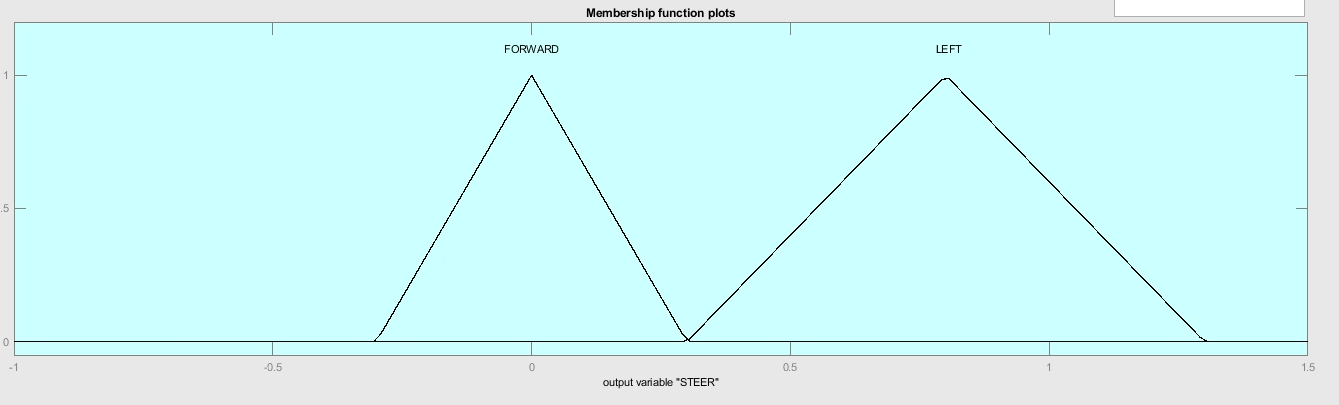 Membership function plots
FORWARD
LEFT
1
.5
0
-1
-0.5
0
0.5
1
1.5
output variable "STEER"